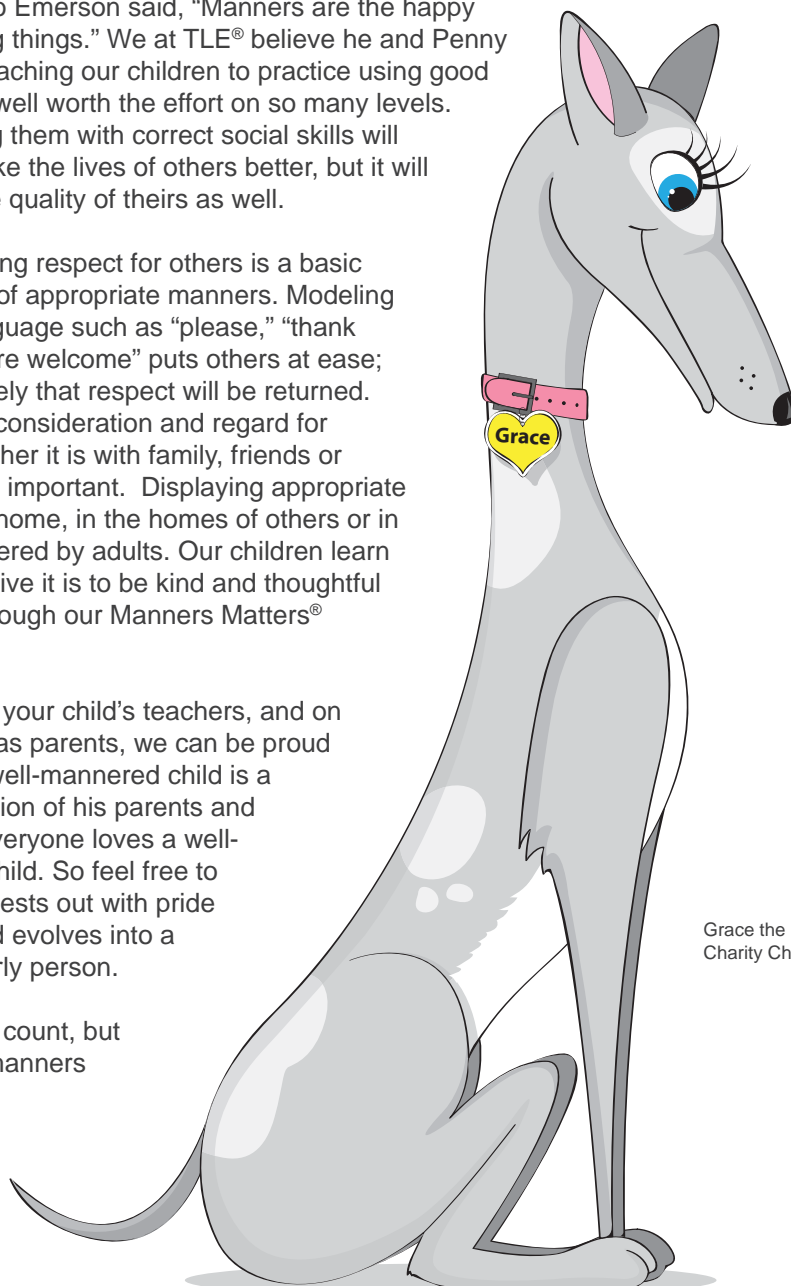 o Emerson said, “Manners are the happy
g things.” We at TLE® believe he and Penny
aching our children to practice using good
well worth the effort on so many levels.
g them with correct social skills will
ke the lives of others better, but it will
e quality of theirs as well.
ng respect for others is a basic
of appropriate manners. Modeling
guage such as “please,” “thank
re welcome” puts others at ease;
ely that respect will be returned.
consideration and regard for
her it is with family, friends or
important.  Displaying appropriate
home, in the homes of others or in
ered by adults. Our children learn
ive it is to be kind and thoughtful
ough our Manners Matters®
your child’s teachers, and on
as parents, we can be proud
well-mannered child is a
tion of his parents and
veryone loves a well-
hild. So feel free to
ests out with pride
d evolves into a
rly person.
count, but
manners
Grace
Grace the
Charity Ch